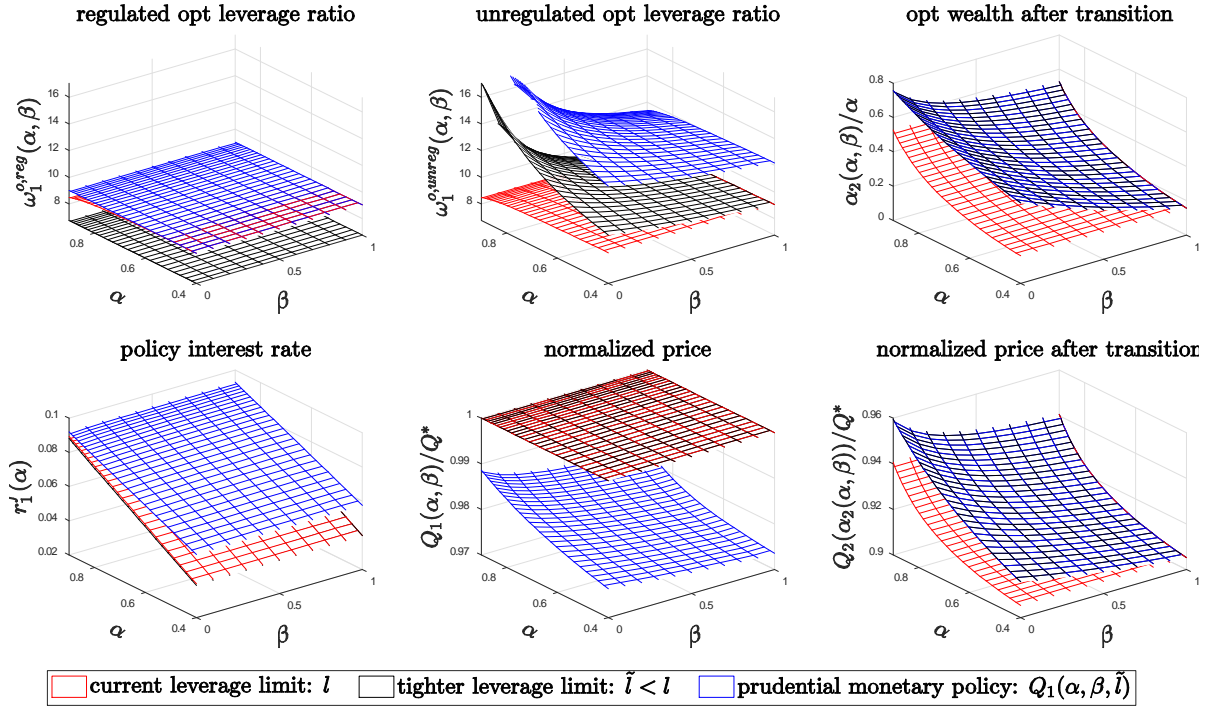 regulated opt leverage ratio
unregulated opt leverage ratio
opt wealth after transition
ω₁^{o,reg}(α, β)
16
14
12
10
8
0.8
0.6
0.4
α
0
0.5
1
β
ω₁^{o,unreg}(α, β)
16
14
12
10
8
0.8
0.6
0.4
α
0
0.5
1
β
α₂(α, β)/α
0.8
0.6
0.4
0.2
0
0.8
0.6
0.4
α
0
0.5
1
β
policy interest rate
normalized price
normalized price after transition
r₁^i(α)
0.1
0.08
0.06
0.04
0.02
0.8
0.6
0.4
α
0
0.5
1
β
Q₁(α, β)/Q*
1
0.99
0.98
0.97
0.8
0.6
0.4
α
0
0.5
1
β
Q₂(α₂(α, β))/Q*
0.96
0.94
0.92
0.9
0.8
0.6
0.4
α
0
0.5
1
β
current leverage limit: l tighter leverage limit: l̃ < l prudential monetary policy: Q₁(α, β, l̃)